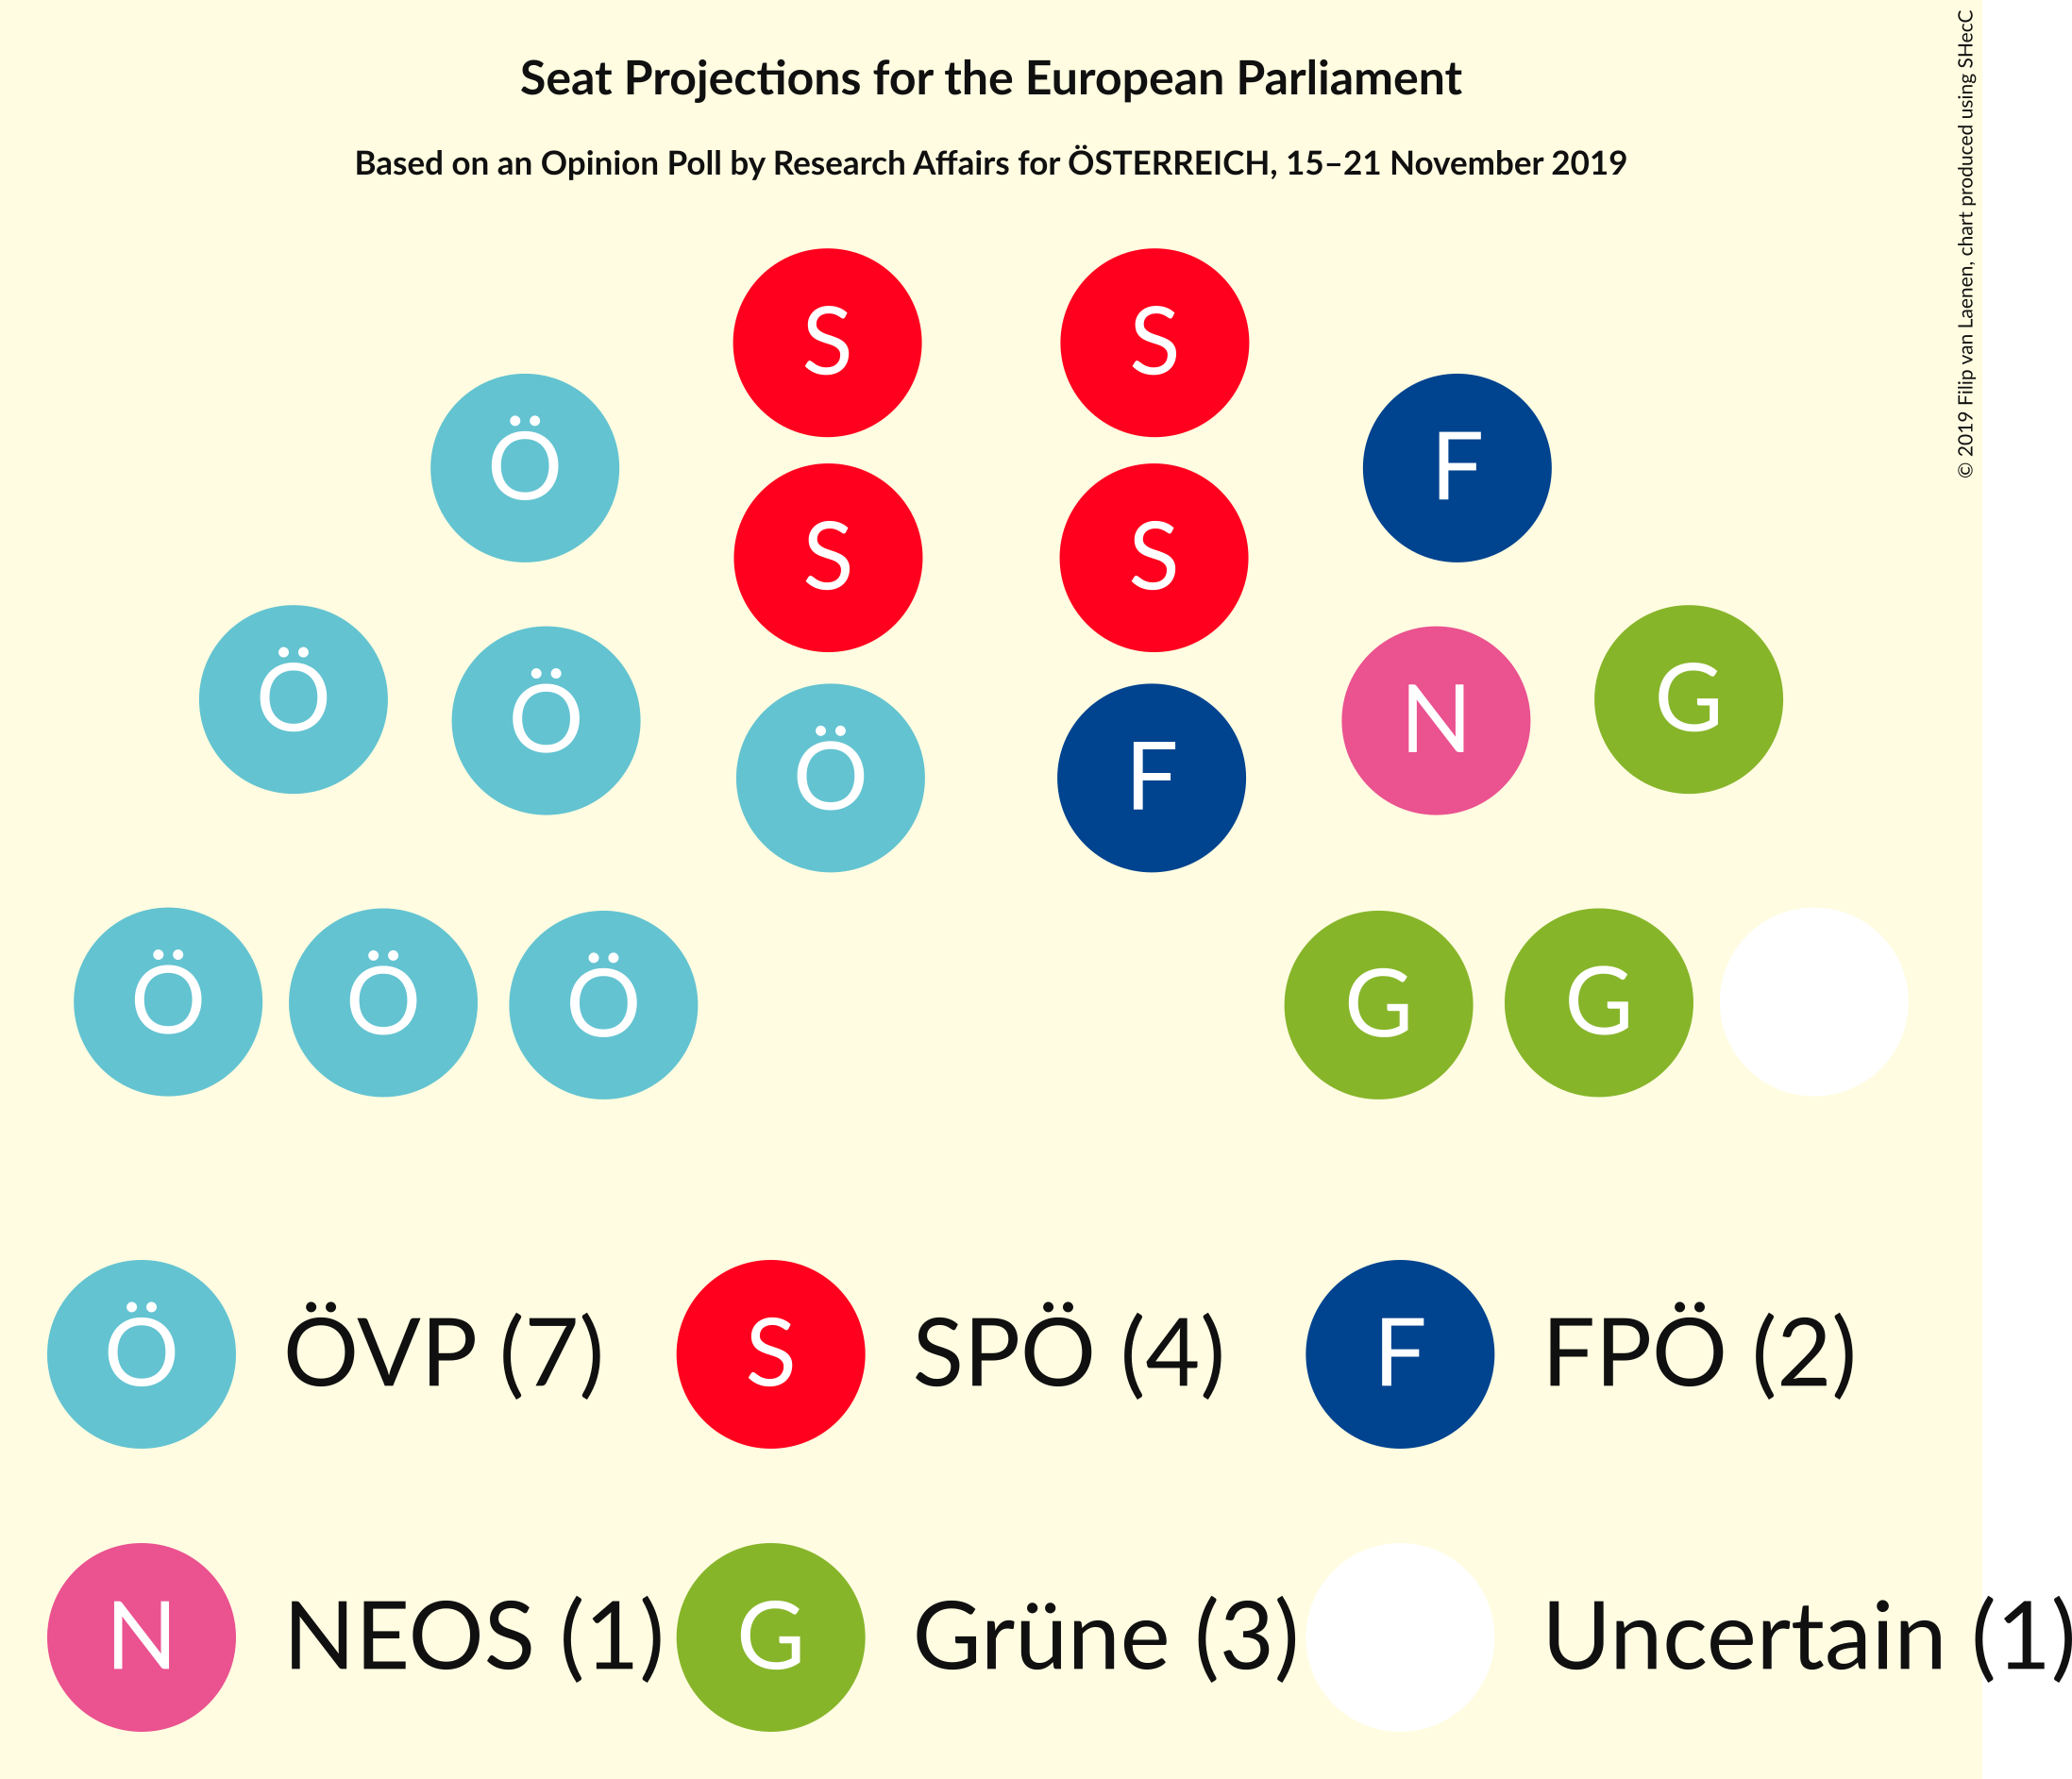 Seat Projections for the European Parliament
Based on an Opinion Poll by Research Affairs for ÖSTERREICH, 15–21 November 2019
© 2019 Filip van Laenen, chart produced using SHecC
S S
Ö F
S S
Ö G
Ö N
Ö F
Ö Ö Ö G G
Ö ÖVP (7) S SPÖ (4) F FPÖ (2)
N NEOS (1) G Grüne (3) Uncertain (1)